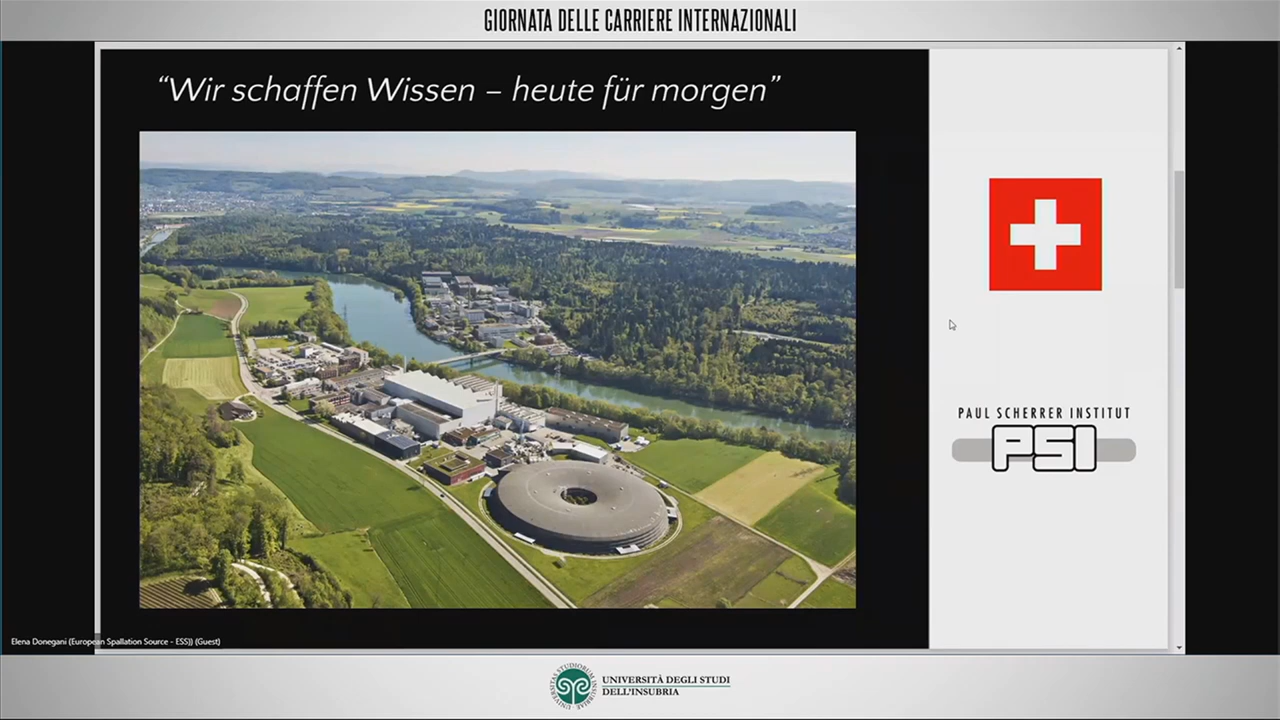 GIORNATA DELLE CARRIERE INTERNAZIONALI
“Wir schaffen Wissen – heute für morgen”
PAUL SCHERRER INSTITUT
PSI
Elena Donegani (European Spallation Source - ESS)) (Guest)
UNIVERSITÀ DEGLI STUDI
DELL'INSUBRIA